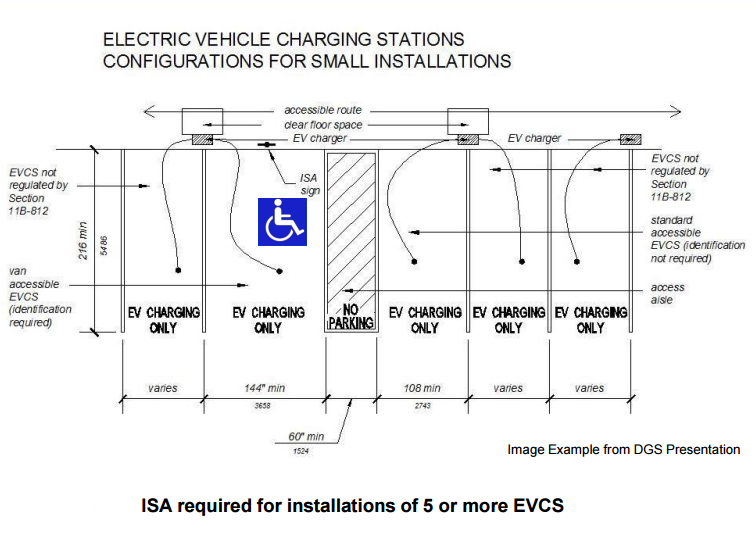 ELECTRIC VEHICLE CHARGING STATIONS
CONFIGURATIONS FOR SMALL INSTALLATIONS
accessible route
clear floor space
EV charger
EV charger
ISA
sign
EVCS not
regulated by
Section
11B-812
EVCS not
regulated by
Section
11B-812
216 min
5486
standard
accessible
EVCS (identification
not required)
van
accessible
EVCS
(identification
required)
access
aisle
EV CHARGING
ONLY
EV CHARGING
ONLY
NO
PARKING
EV CHARGING
ONLY
EV CHARGING
ONLY
EV CHARGING
ONLY
varies
144" min
3658
108 min
2743
varies
varies
60" min
1524
Image Example from DGS Presentation
ISA required for installations of 5 or more EVCS